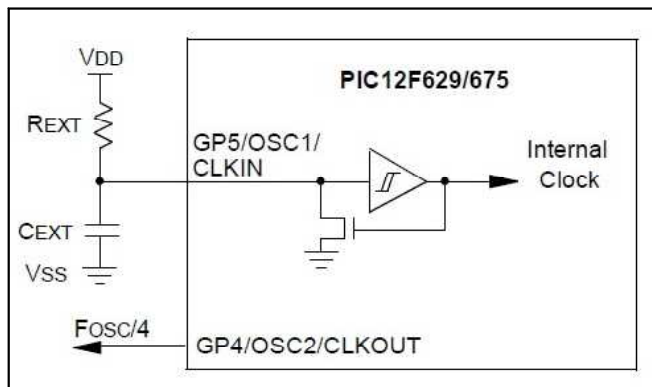 VDD
PIC12F629/675
REXT
GP5/OSC1/
CLKIN
Internal
Clock
CEXT
VSS
FOSC/4
GP4/OSC2/CLKOUT